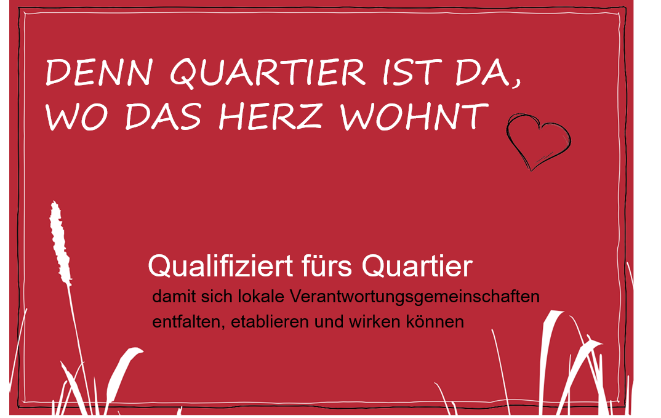 DENN QUARTIER IST DA,
WO DAS HERZ WOHNT
Qualifiziert fürs Quartier
damit sich lokale Verantwortungsgemeinschaften
entfalten, etablieren und wirken können